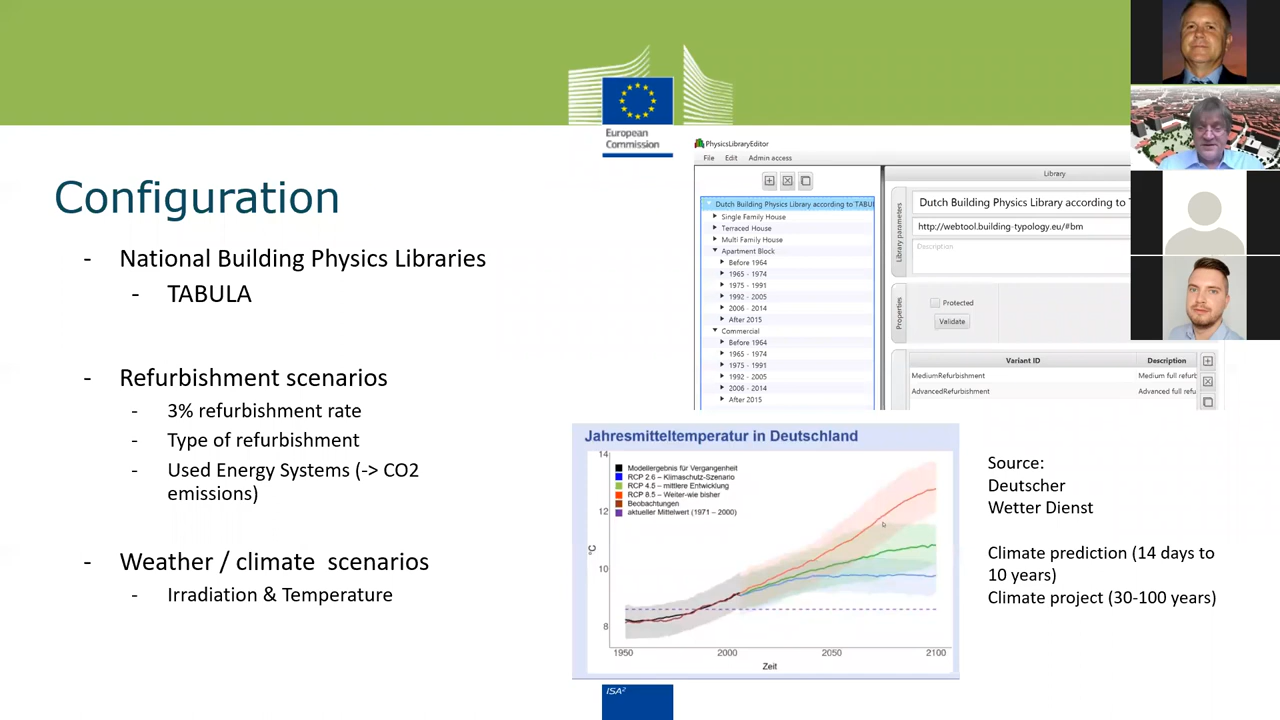 European
Commission
Configuration
- National Building Physics Libraries
- TABULA
- Refurbishment scenarios
- 3% refurbishment rate
- Type of refurbishment
- Used Energy Systems (-> CO2
emissions)
- Weather / climate scenarios
- Irradiation & Temperature
PhysicsLibraryEditor
File Edit Admin access
Dutch Building Physics Library according to TABU
Single Family House
Terraced House
Multi Family House
Apartment Block
Before 1964
1965 - 1974
1975 - 1991
1992 - 2005
2006 - 2014
After 2015
Commercial
Before 1964
1965 - 1974
1975 - 1991
1992 - 2005
2006 - 2014
After 2015
Library
Library parameters
Dutch Building Physics Library according to
http://webtool.building-typology.eu/#bm
Description
Properties
Protected
Validate
Variant ID Description
MediumRefurbishment Medium full refurb
AdvancedRefurbishment Advanced full refu
Jahresmitteltemperatur in Deutschland
Modellergebnis für Vergangenheit
RCP 2.6 – Klimaschutz-Szenario
RCP 4.5 – mittlere Entwicklung
RCP 8.5 – Weiter-wie bisher
Beobachtungen
aktueller Mittelwert (1971 – 2000)
14
12
°C
10
8
1950 2000 2050 2100
Zeit
Source:
Deutscher
Wetter Dienst
Climate prediction (14 days to
10 years)
Climate project (30-100 years)
ISA²